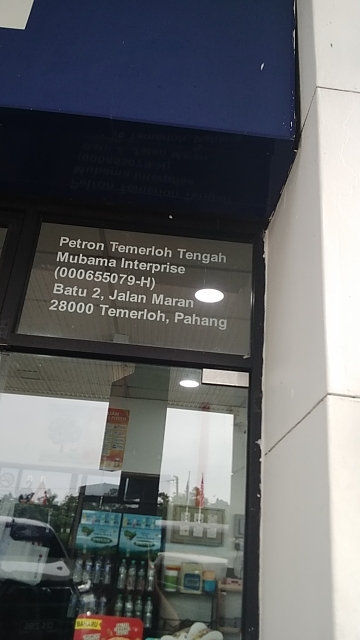 Petron Temerloh Tengah
Mubama Interprise
(000655079-H)
Batu 2, Jalan Maran
28000 Temerloh, Pahang